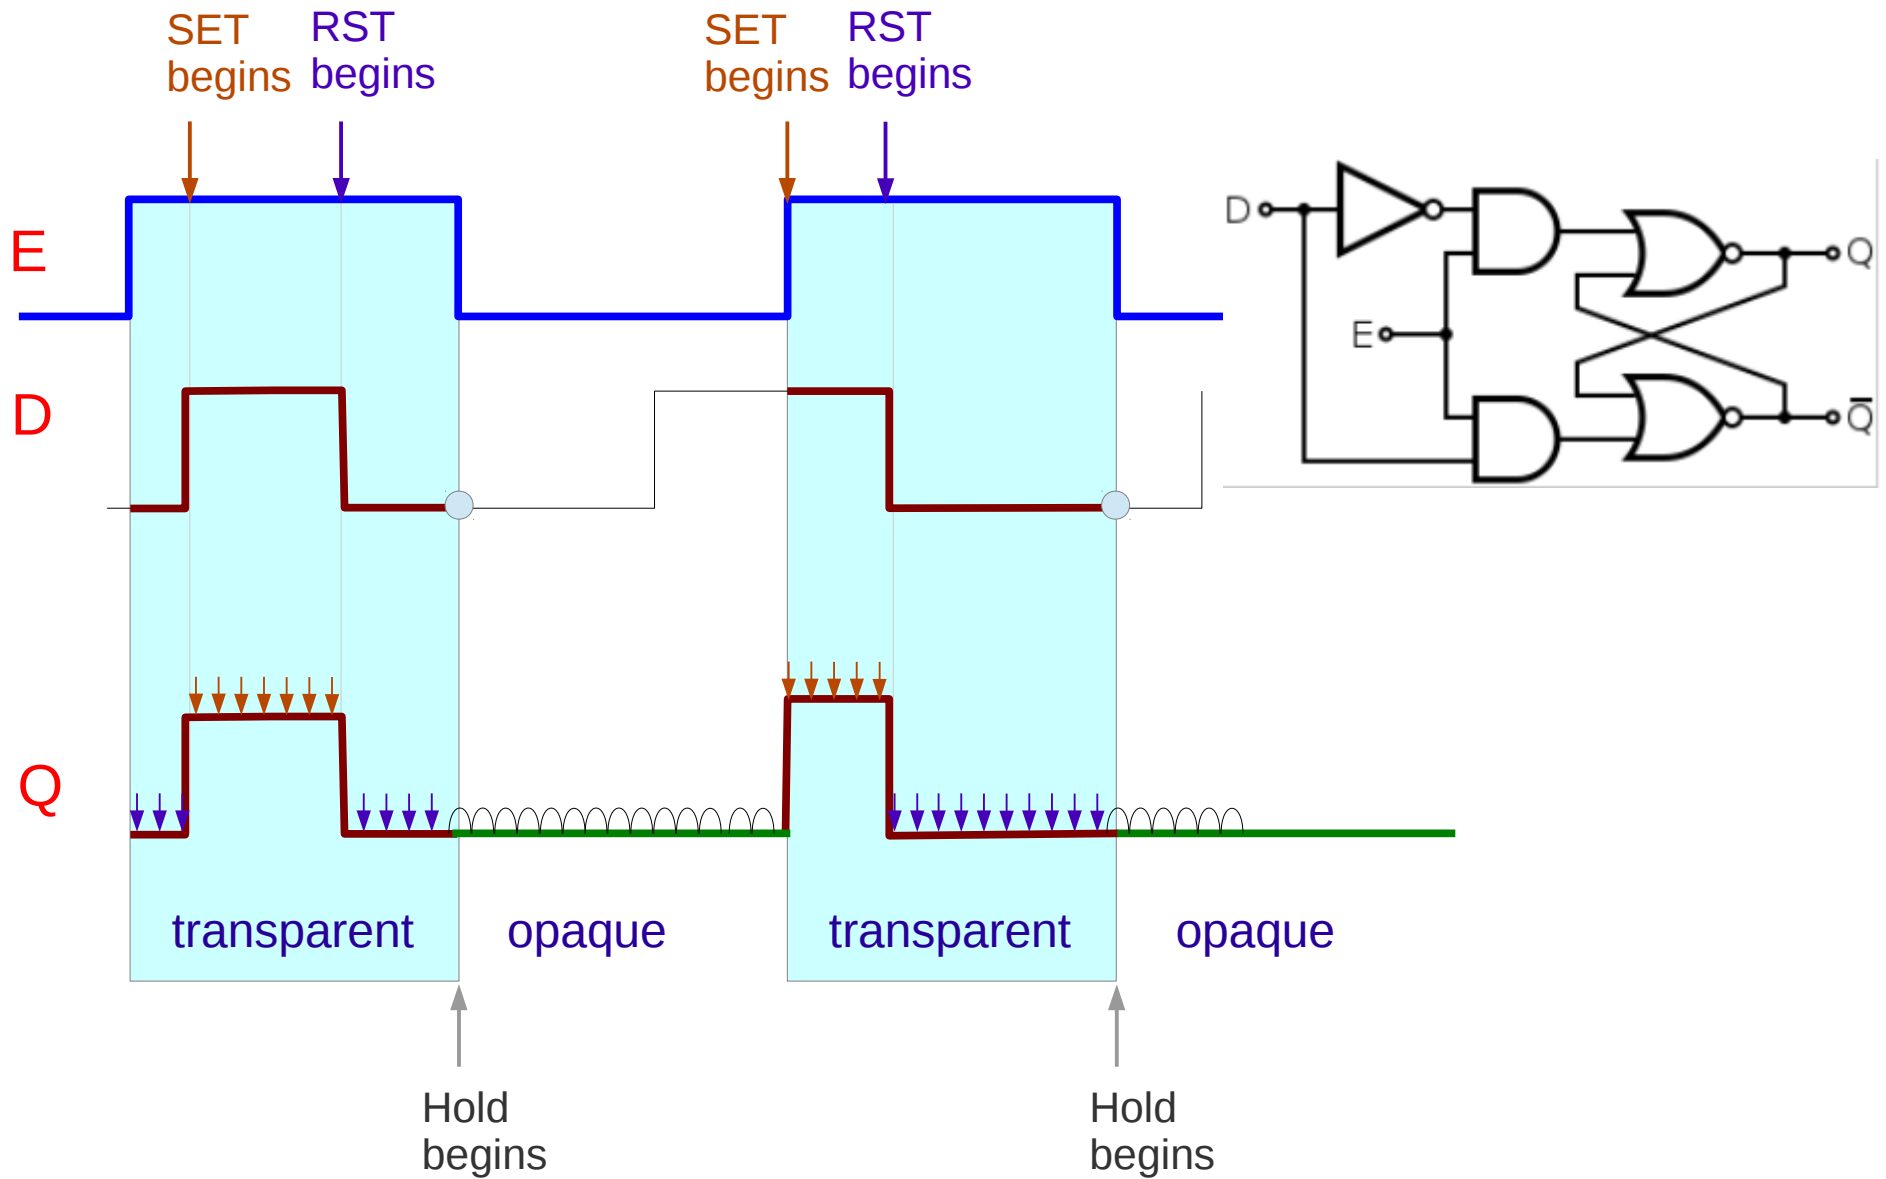 SET
begins
RST
begins
SET
begins
RST
begins
E
D
Q
transparent
opaque
transparent
opaque
Hold
begins
Hold
begins
D
E
Q
Q̅